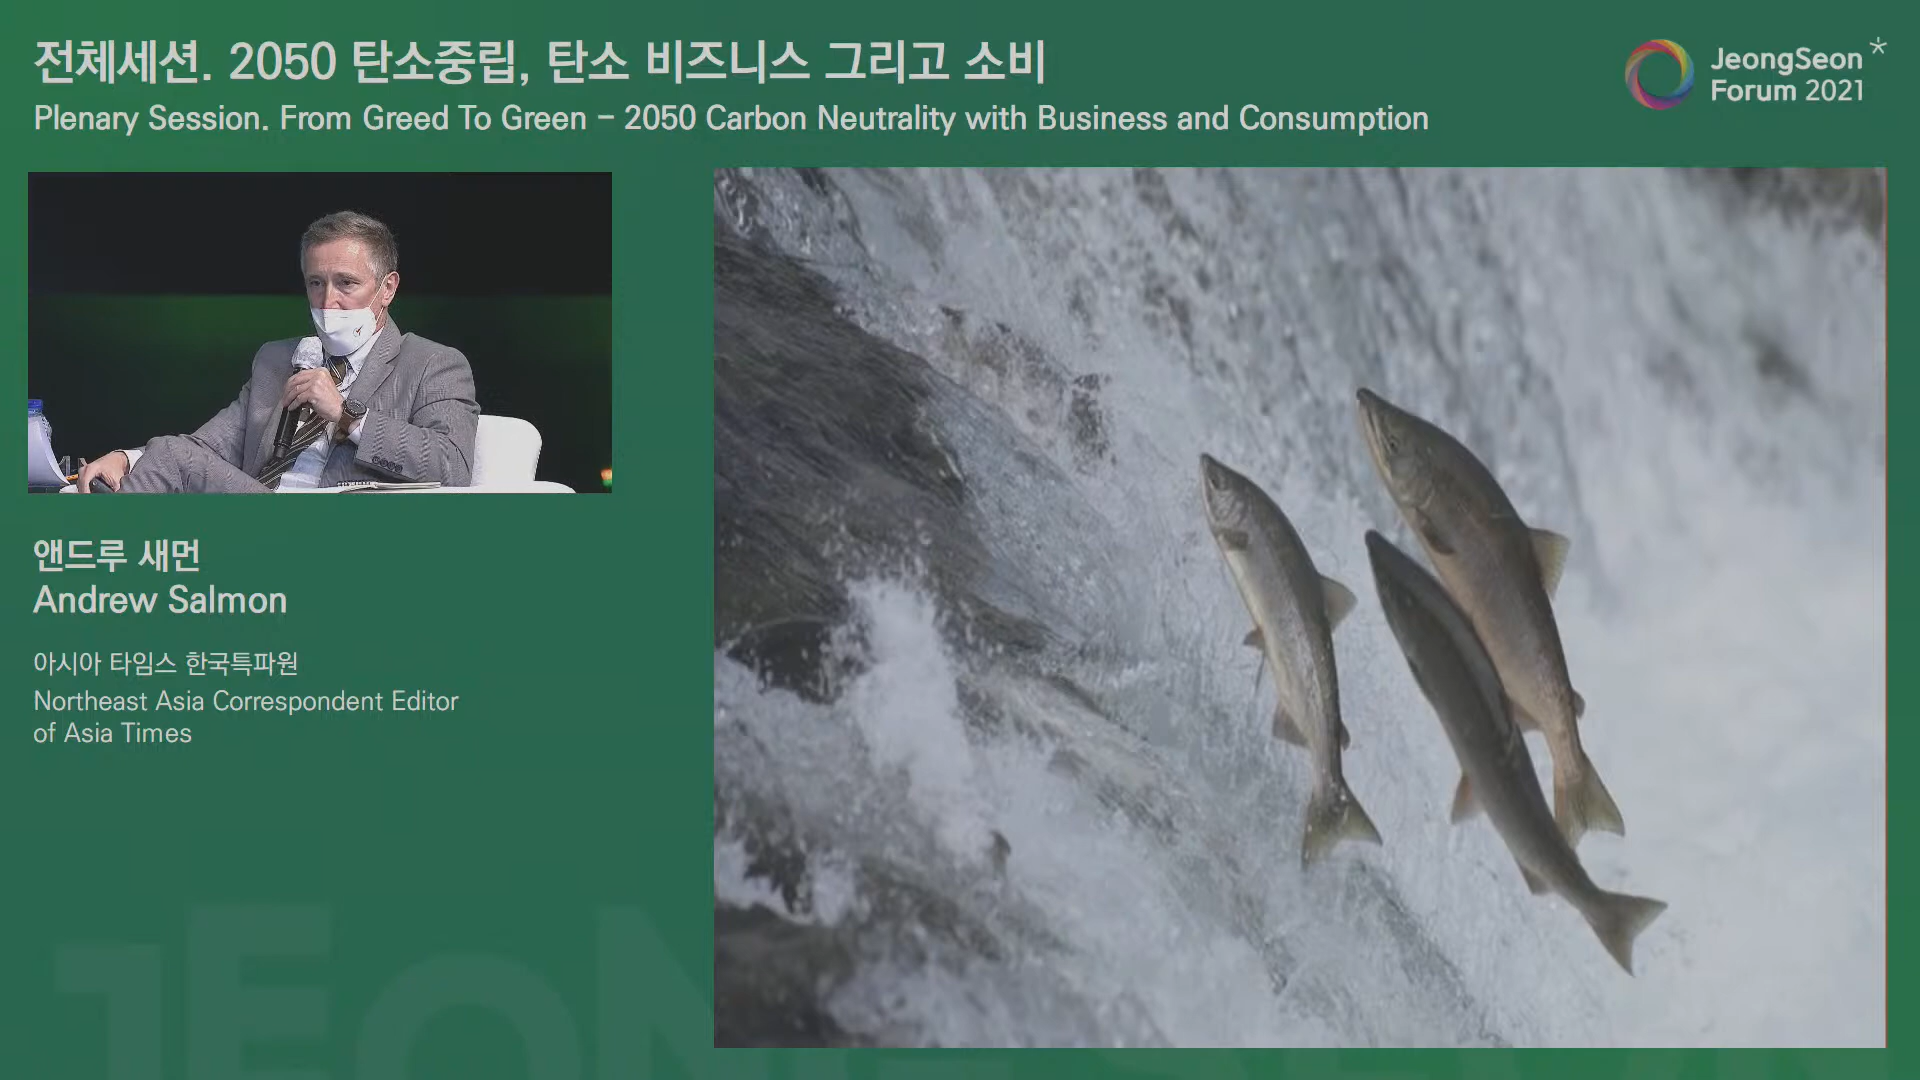 전체세션. 2050 탄소중립, 탄소 비즈니스 그리고 소비
Plenary Session. From Greed To Green – 2050 Carbon Neutrality with Business and Consumption
JeongSeon*
Forum 2021
앤드루 새먼
Andrew Salmon
아시아 타임스 한국특파원
Northeast Asia Correspondent Editor
of Asia Times